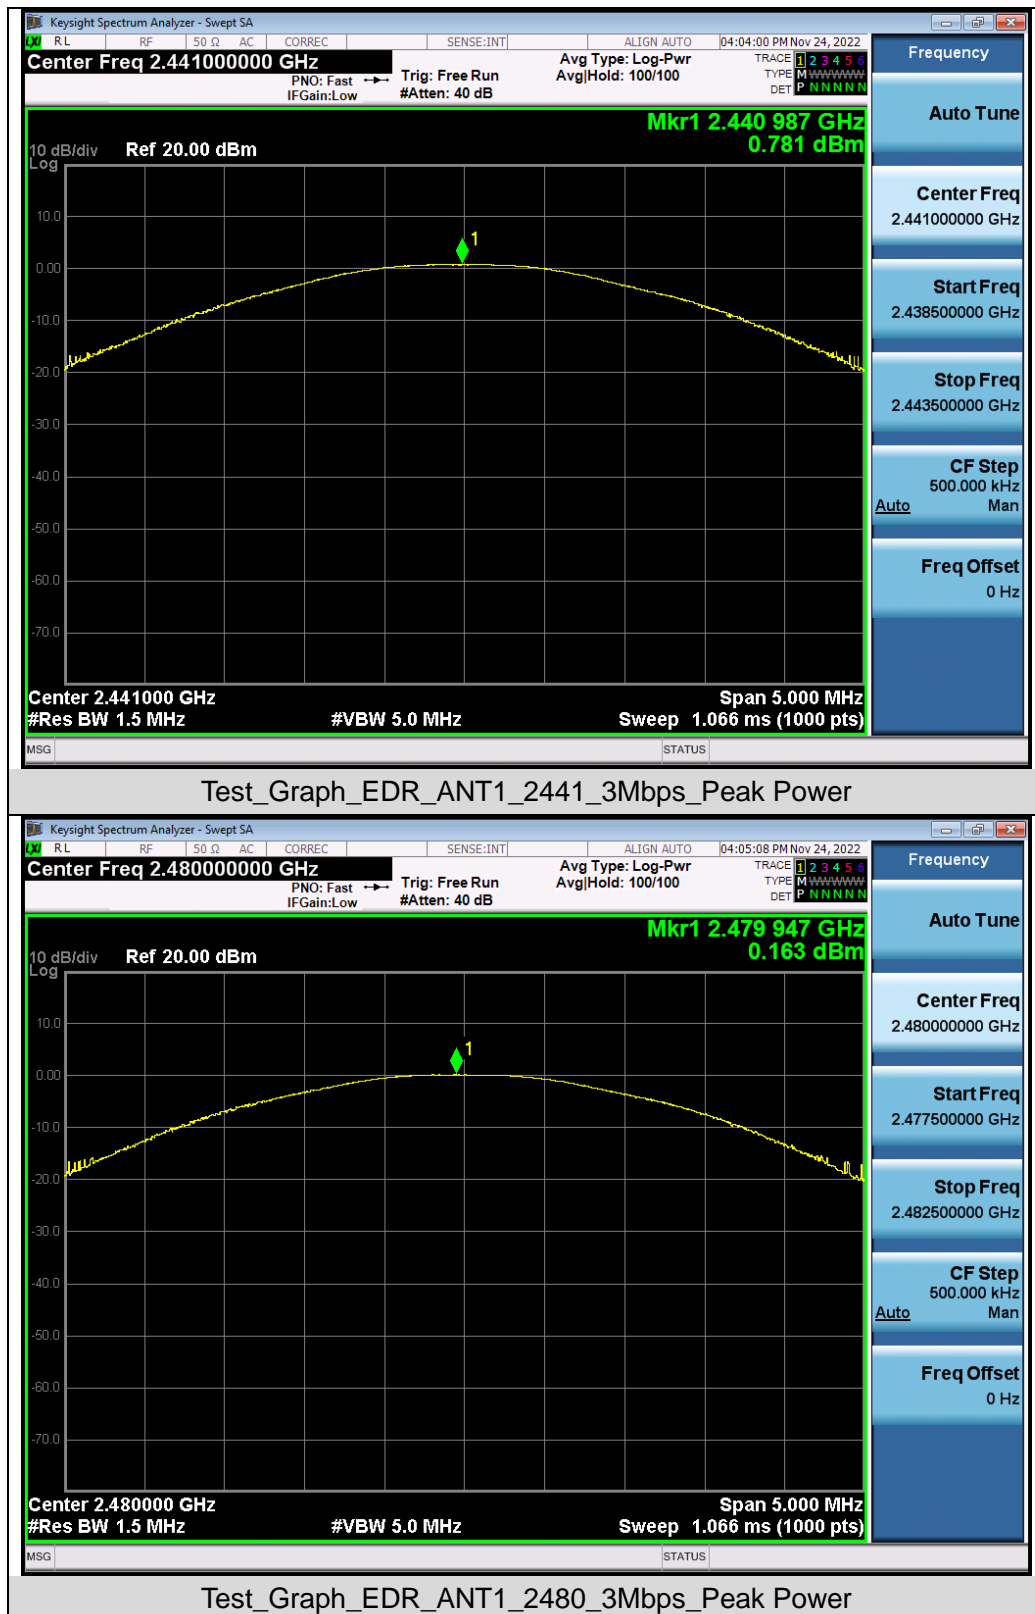 Keysight Spectrum Analyzer - Swept SA
LXI RL RF 50 Ω AC CORREC SENSE:INT ALIGN AUTO 04:04:00 PM Nov 24, 2022
Center Freq 2.441000000 GHz
PNO: Fast
IFGain:Low
Trig: Free Run
#Atten: 40 dB
Avg Type: Log-Pwr
Avg|Hold: 100/100
TRACE 1 2 3 4 5 6
TYPE M WWWWW
DET P N N N N N
Mkr1 2.440 987 GHz
0.781 dBm
10 dB/div Ref 20.00 dBm
Log
10.0
0.00
-10.0
-20.0
-30.0
-40.0
-50.0
-60.0
-70.0
1
Center 2.441000 GHz Span 5.000 MHz
#Res BW 1.5 MHz #VBW 5.0 MHz Sweep 1.066 ms (1000 pts)
MSG STATUS
Frequency
Auto Tune
Center Freq
2.441000000 GHz
Start Freq
2.438500000 GHz
Stop Freq
2.443500000 GHz
CF Step
500.000 kHz
Auto Man
Freq Offset
0 Hz
Test_Graph_EDR_ANT1_2441_3Mbps_Peak Power
Keysight Spectrum Analyzer - Swept SA
LXI RL RF 50 Ω AC CORREC SENSE:INT ALIGN AUTO 04:05:08 PM Nov 24, 2022
Center Freq 2.480000000 GHz
PNO: Fast
IFGain:Low
Trig: Free Run
#Atten: 40 dB
Avg Type: Log-Pwr
Avg|Hold: 100/100
TRACE 1 2 3 4 5 6
TYPE M WWWWW
DET P N N N N N
Mkr1 2.479 947 GHz
0.163 dBm
10 dB/div Ref 20.00 dBm
Log
10.0
0.00
-10.0
-20.0
-30.0
-40.0
-50.0
-60.0
-70.0
1
Center 2.480000 GHz Span 5.000 MHz
#Res BW 1.5 MHz #VBW 5.0 MHz Sweep 1.066 ms (1000 pts)
MSG STATUS
Frequency
Auto Tune
Center Freq
2.480000000 GHz
Start Freq
2.477500000 GHz
Stop Freq
2.482500000 GHz
CF Step
500.000 kHz
Auto Man
Freq Offset
0 Hz
Test_Graph_EDR_ANT1_2480_3Mbps_Peak Power